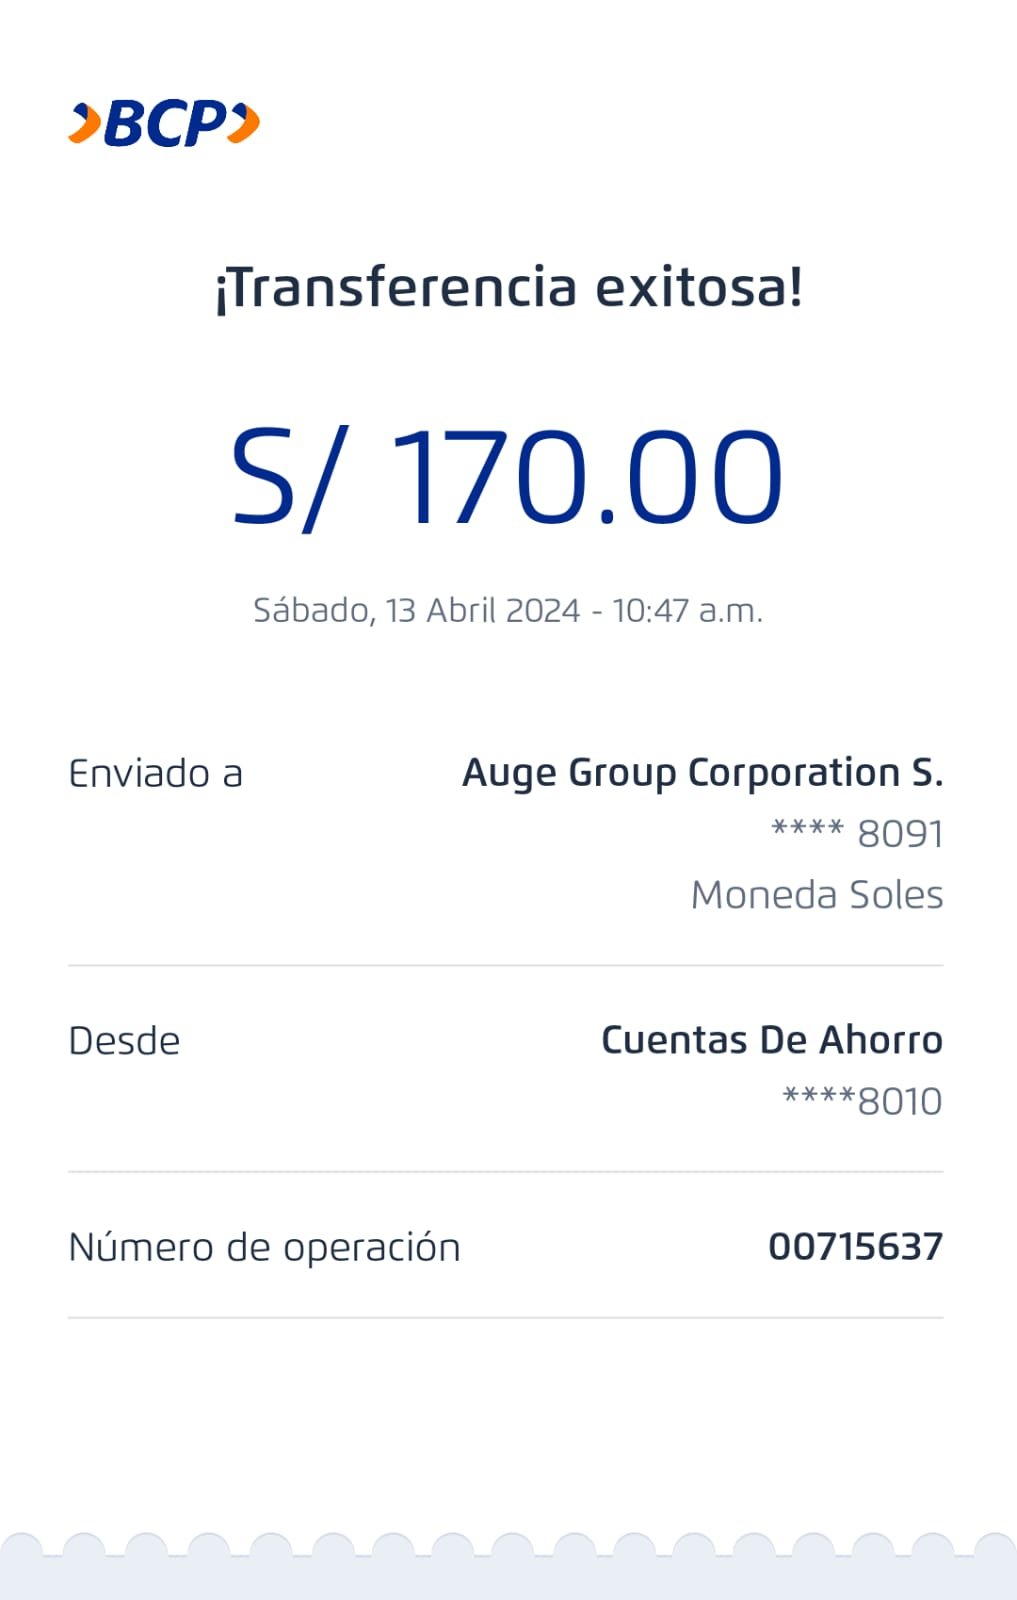 BCP
¡Transferencia exitosa!
S/ 170.00
Sábado, 13 Abril 2024 - 10:47 a.m.
Enviado a
Auge Group Corporation S.
**** 8091
Moneda Soles
Desde
Cuentas De Ahorro
****8010
Número de operación
00715637